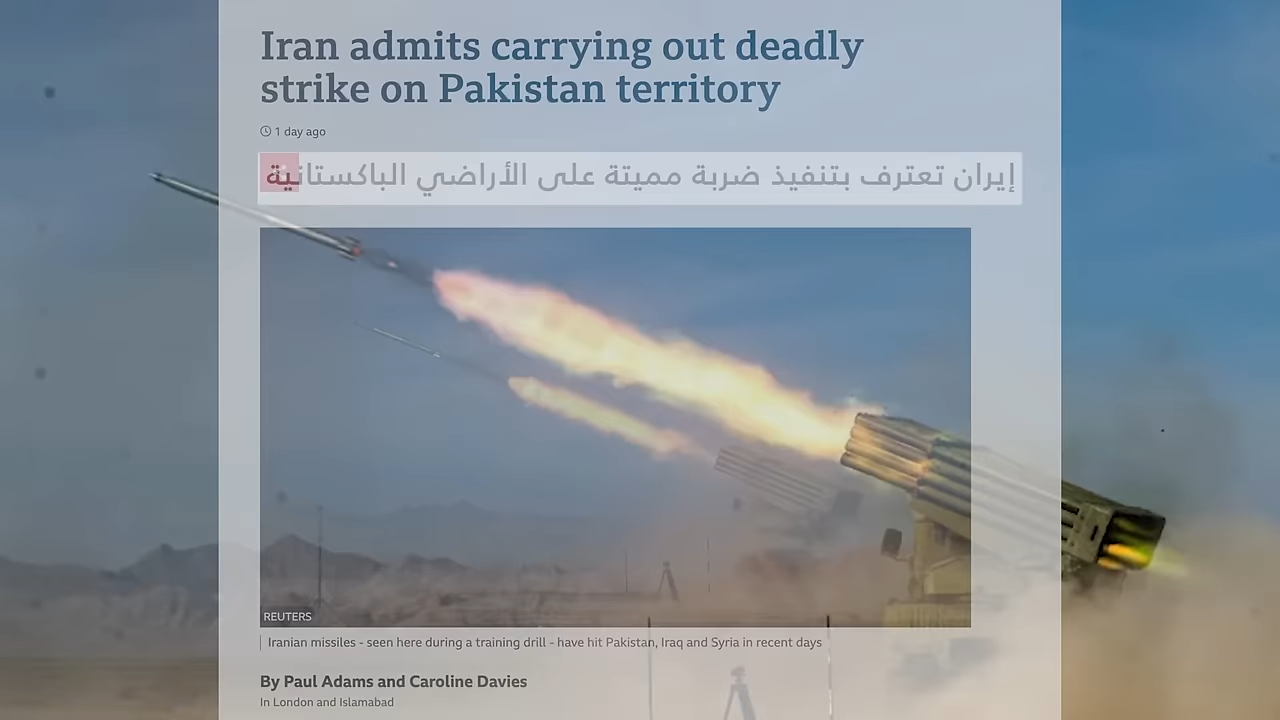 Iran admits carrying out deadly
strike on Pakistan territory
1 day ago
إيران تعترف بتنفيذ ضربة مميتة على الأراضي الباكستانية
REUTERS
Iranian missiles - seen here during a training drill - have hit Pakistan, Iraq and Syria in recent days
By Paul Adams and Caroline Davies
In London and Islamabad